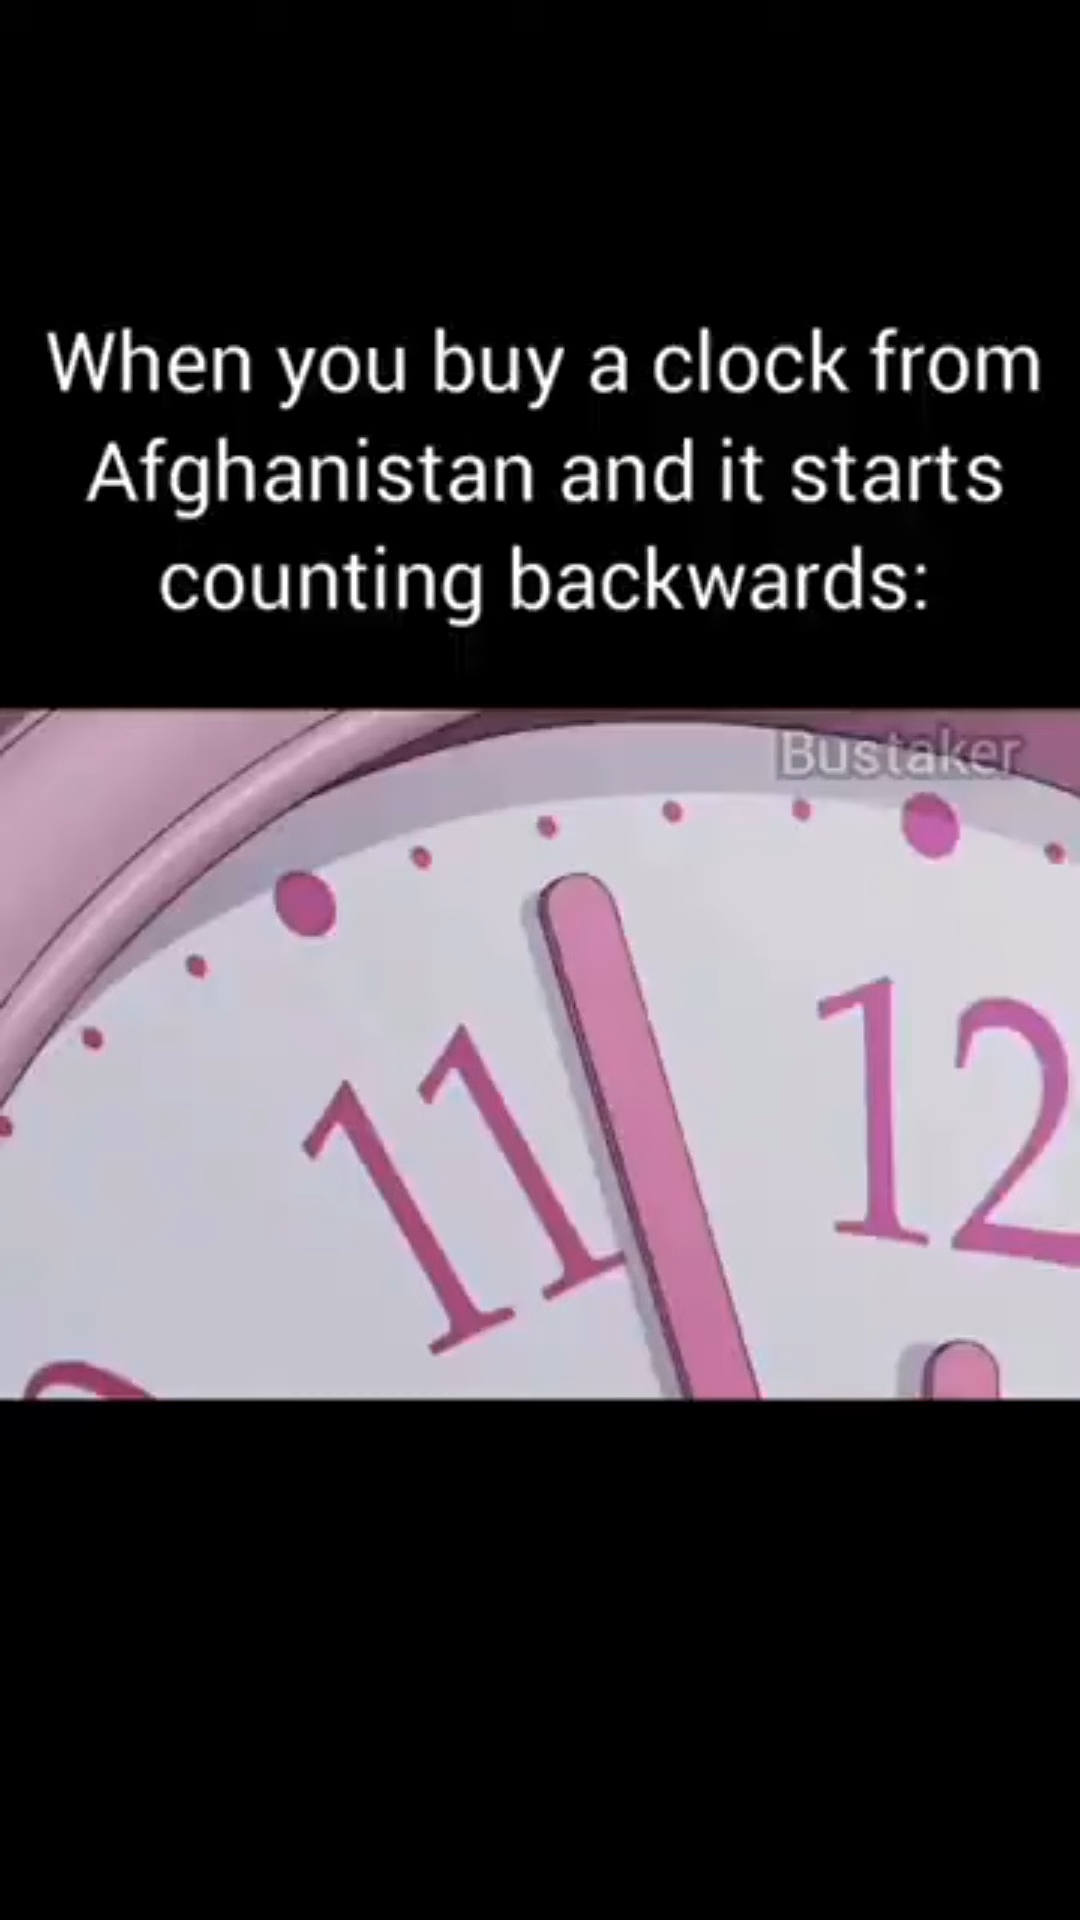 When you buy a clock from
Afghanistan and it starts
counting backwards:
Bustaker
11
12